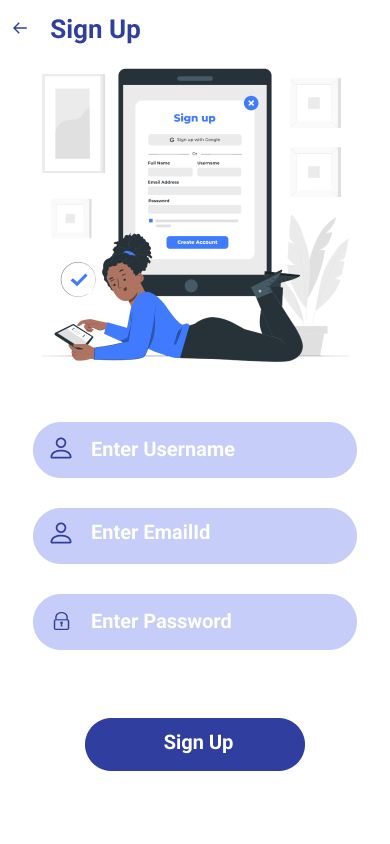 Sign Up
Sign up
G Sign up with Google
Or
Full Name Username
Email Address
Password
Create Account
Enter Username
Enter EmailId
Enter Password
Sign Up